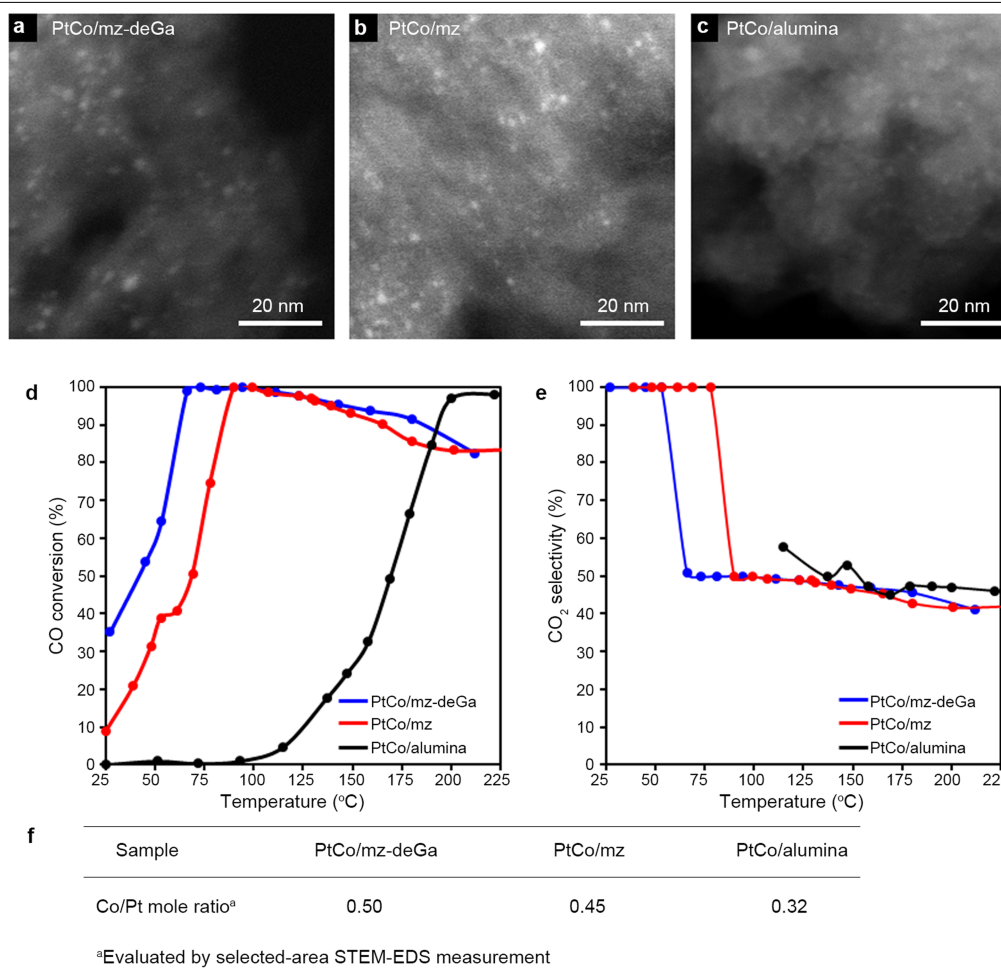 a PtCo/mz-deGa
b PtCo/mz
c PtCo/alumina
20 nm
20 nm
20 nm
d
100
90
80
70
60
50
40
30
20
10
0
CO conversion (%)
PtCo/mz-deGa
PtCo/mz
PtCo/alumina
25 50 75 100 125 150 175 200 225
Temperature (°C)
e
100
90
80
70
60
50
40
30
20
10
0
CO₂ selectivity (%)
PtCo/mz-deGa
PtCo/mz
PtCo/alumina
25 50 75 100 125 150 175 200
Temperature (°C)
f
Sample PtCo/mz-deGa PtCo/mz PtCo/alumina
Co/Pt mole ratioᵃ 0.50 0.45 0.32
ᵃEvaluated by selected-area STEM-EDS measurement